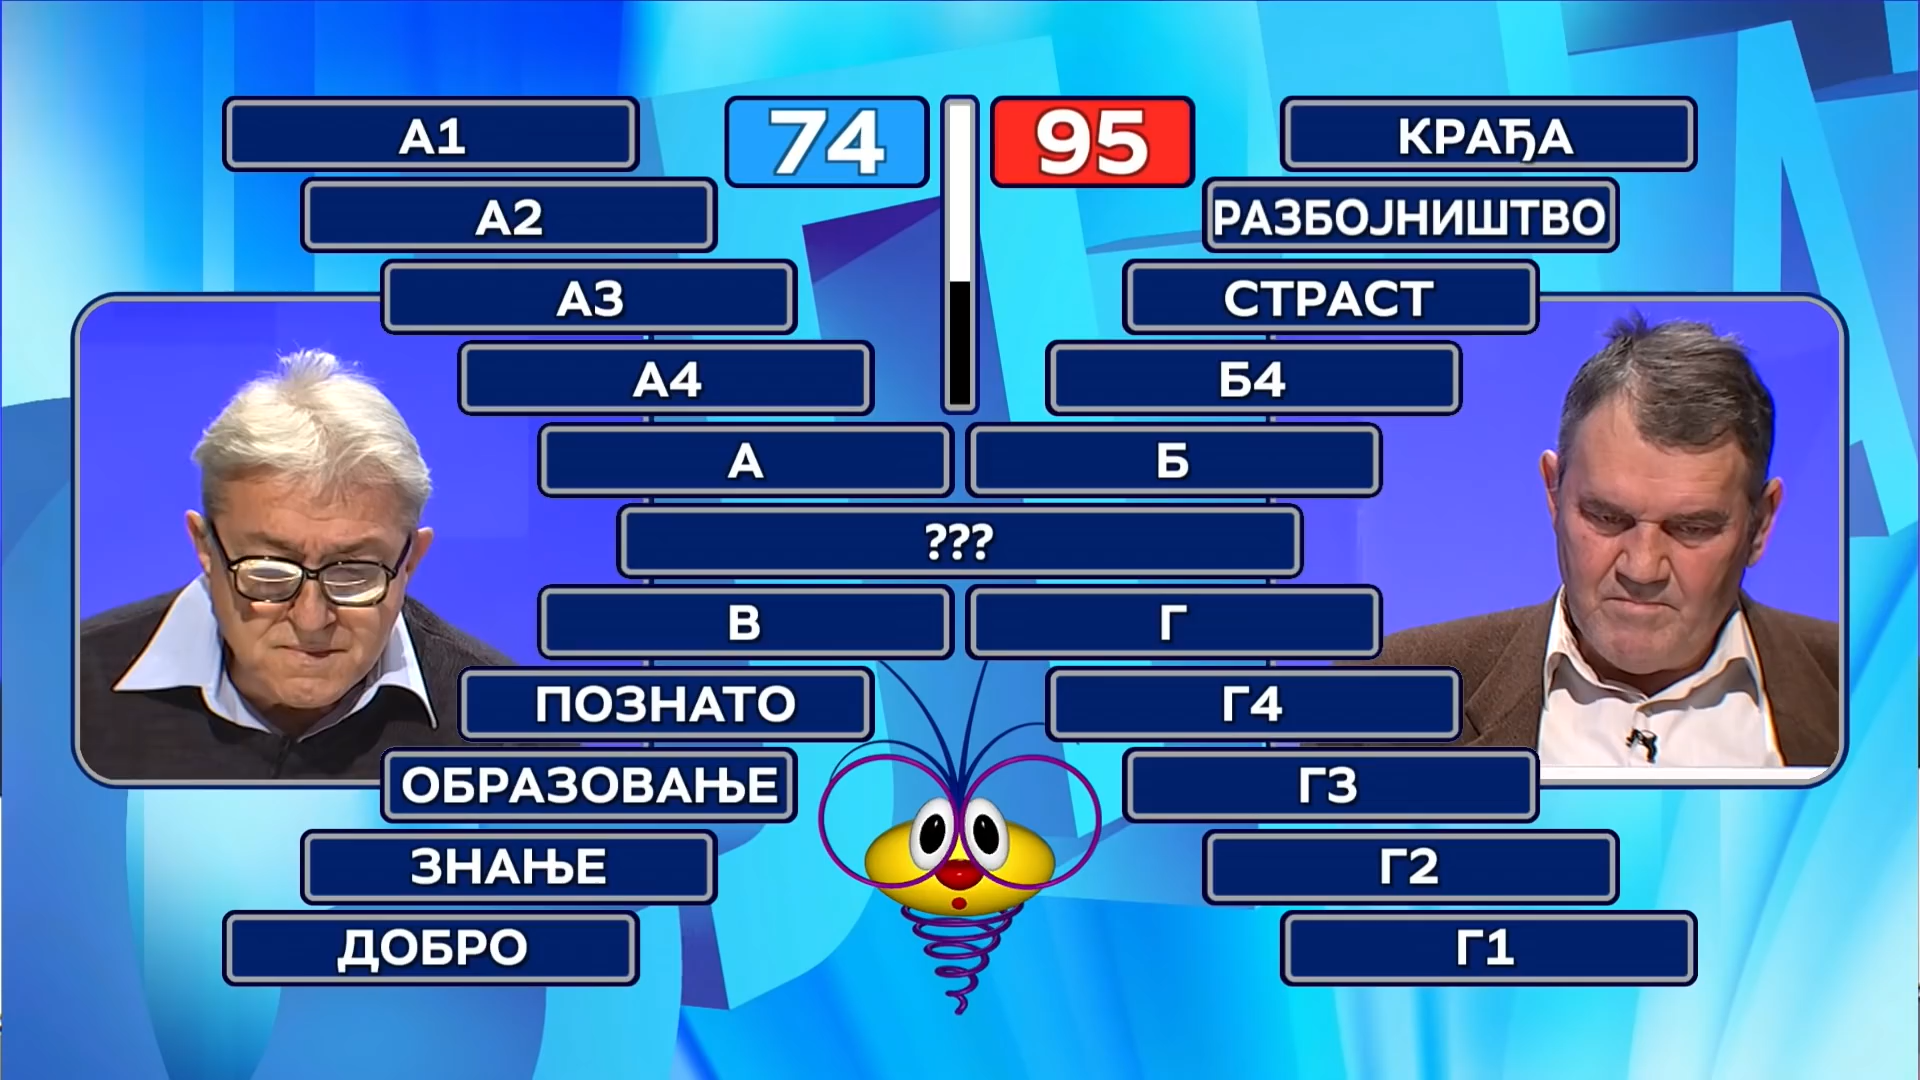 А1
74
95
КРАЂА
А2
РАЗБОЈНИШТВО
А3
СТРАСТ
А4
Б4
А
Б
???
В
Г
ПОЗНАТО
Г4
ОБРАЗОВАЊЕ
Г3
ЗНАЊЕ
Г2
ДОБРО
Г1